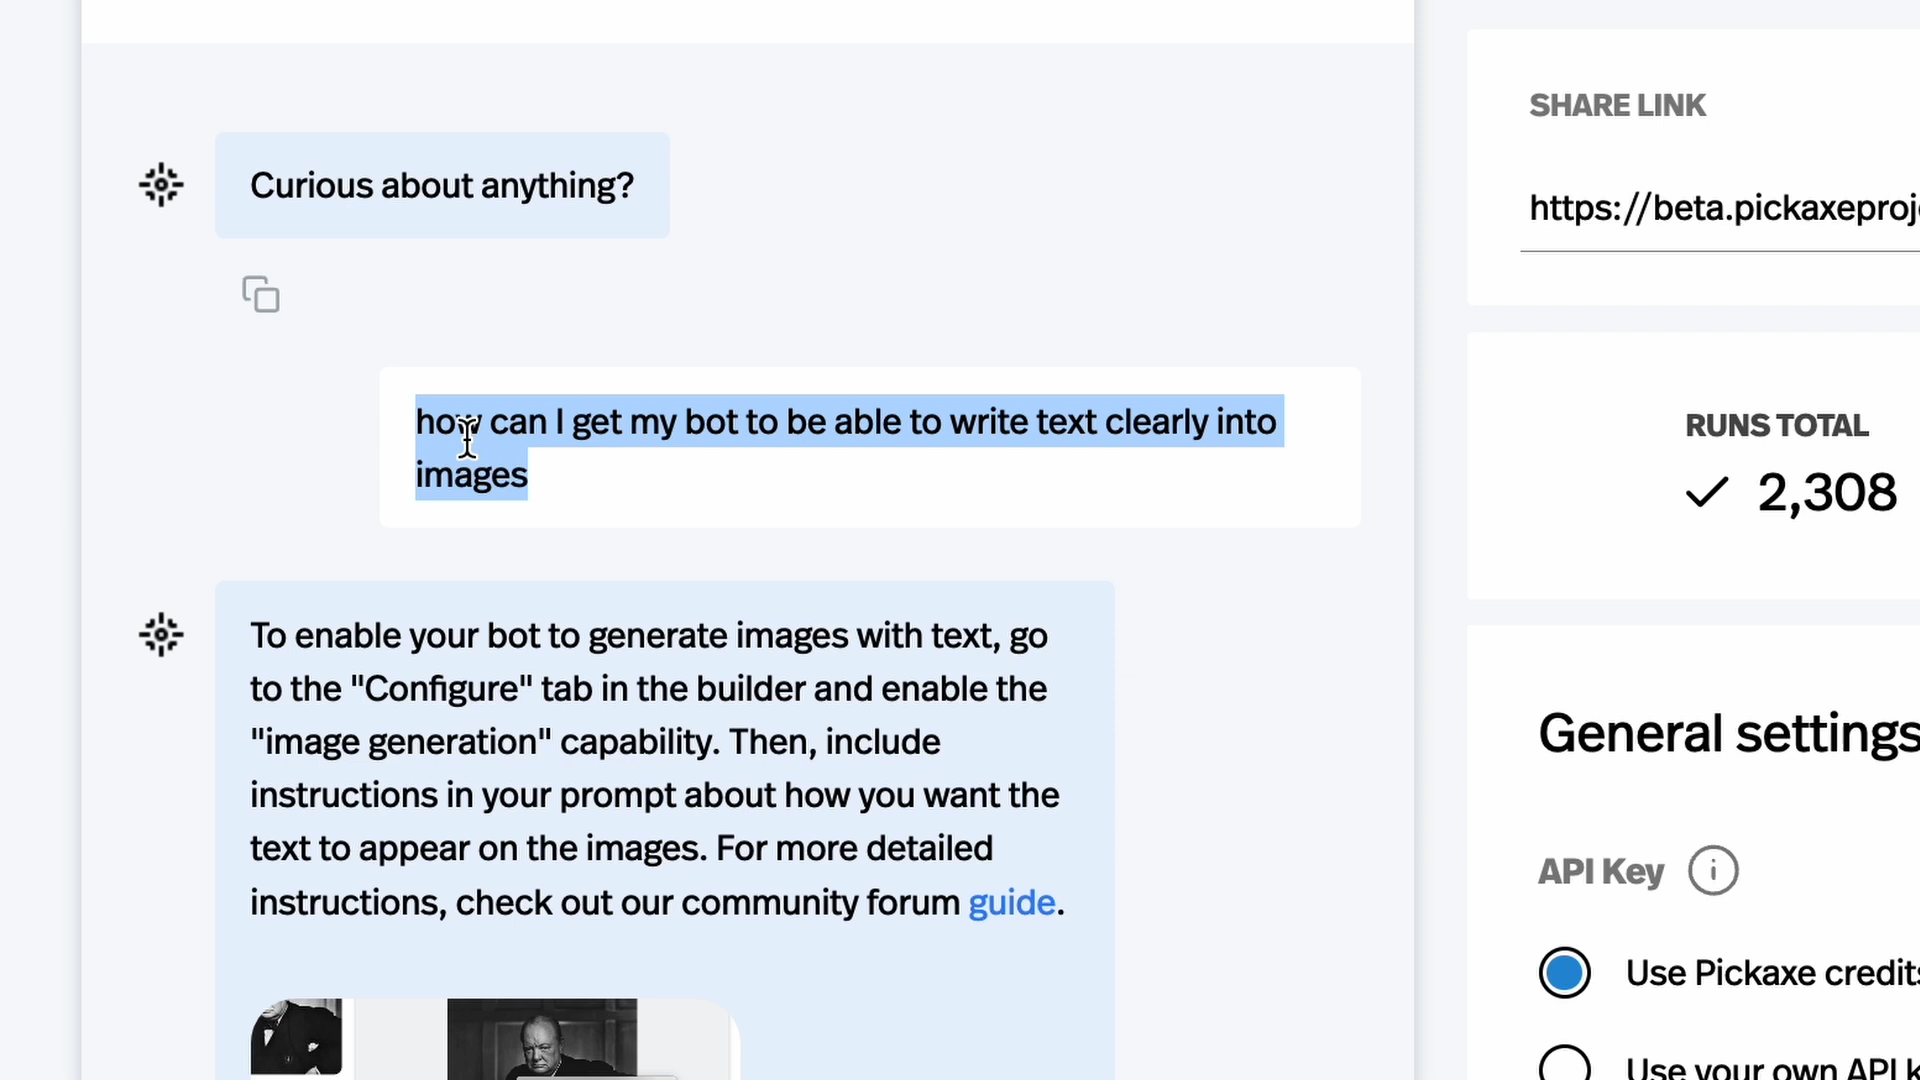 Curious about anything?
how can I get my bot to be able to write text clearly into
images
To enable your bot to generate images with text, go
to the "Configure" tab in the builder and enable the
"image generation" capability. Then, include
instructions in your prompt about how you want the
text to appear on the images. For more detailed
instructions, check out our community forum guide.
SHARE LINK
https://beta.pickaxeproj
RUNS TOTAL
2,308
General settings
API Key
Use Pickaxe credits
Use your own API k